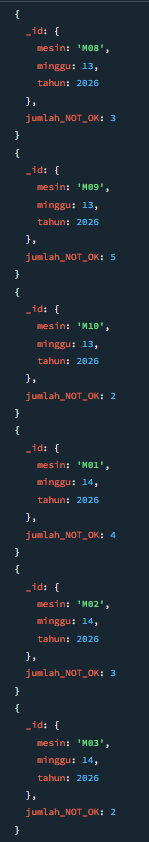 {
  _id: {
    mesin: 'M08',
    minggu: 13,
    tahun: 2026
  },
  jumlah_NOT_OK: 3
}
{
  _id: {
    mesin: 'M09',
    minggu: 13,
    tahun: 2026
  },
  jumlah_NOT_OK: 5
}
{
  _id: {
    mesin: 'M10',
    minggu: 13,
    tahun: 2026
  },
  jumlah_NOT_OK: 2
}
{
  _id: {
    mesin: 'M01',
    minggu: 14,
    tahun: 2026
  },
  jumlah_NOT_OK: 4
}
{
  _id: {
    mesin: 'M02',
    minggu: 14,
    tahun: 2026
  },
  jumlah_NOT_OK: 3
}
{
  _id: {
    mesin: 'M03',
    minggu: 14,
    tahun: 2026
  },
  jumlah_NOT_OK: 2
}